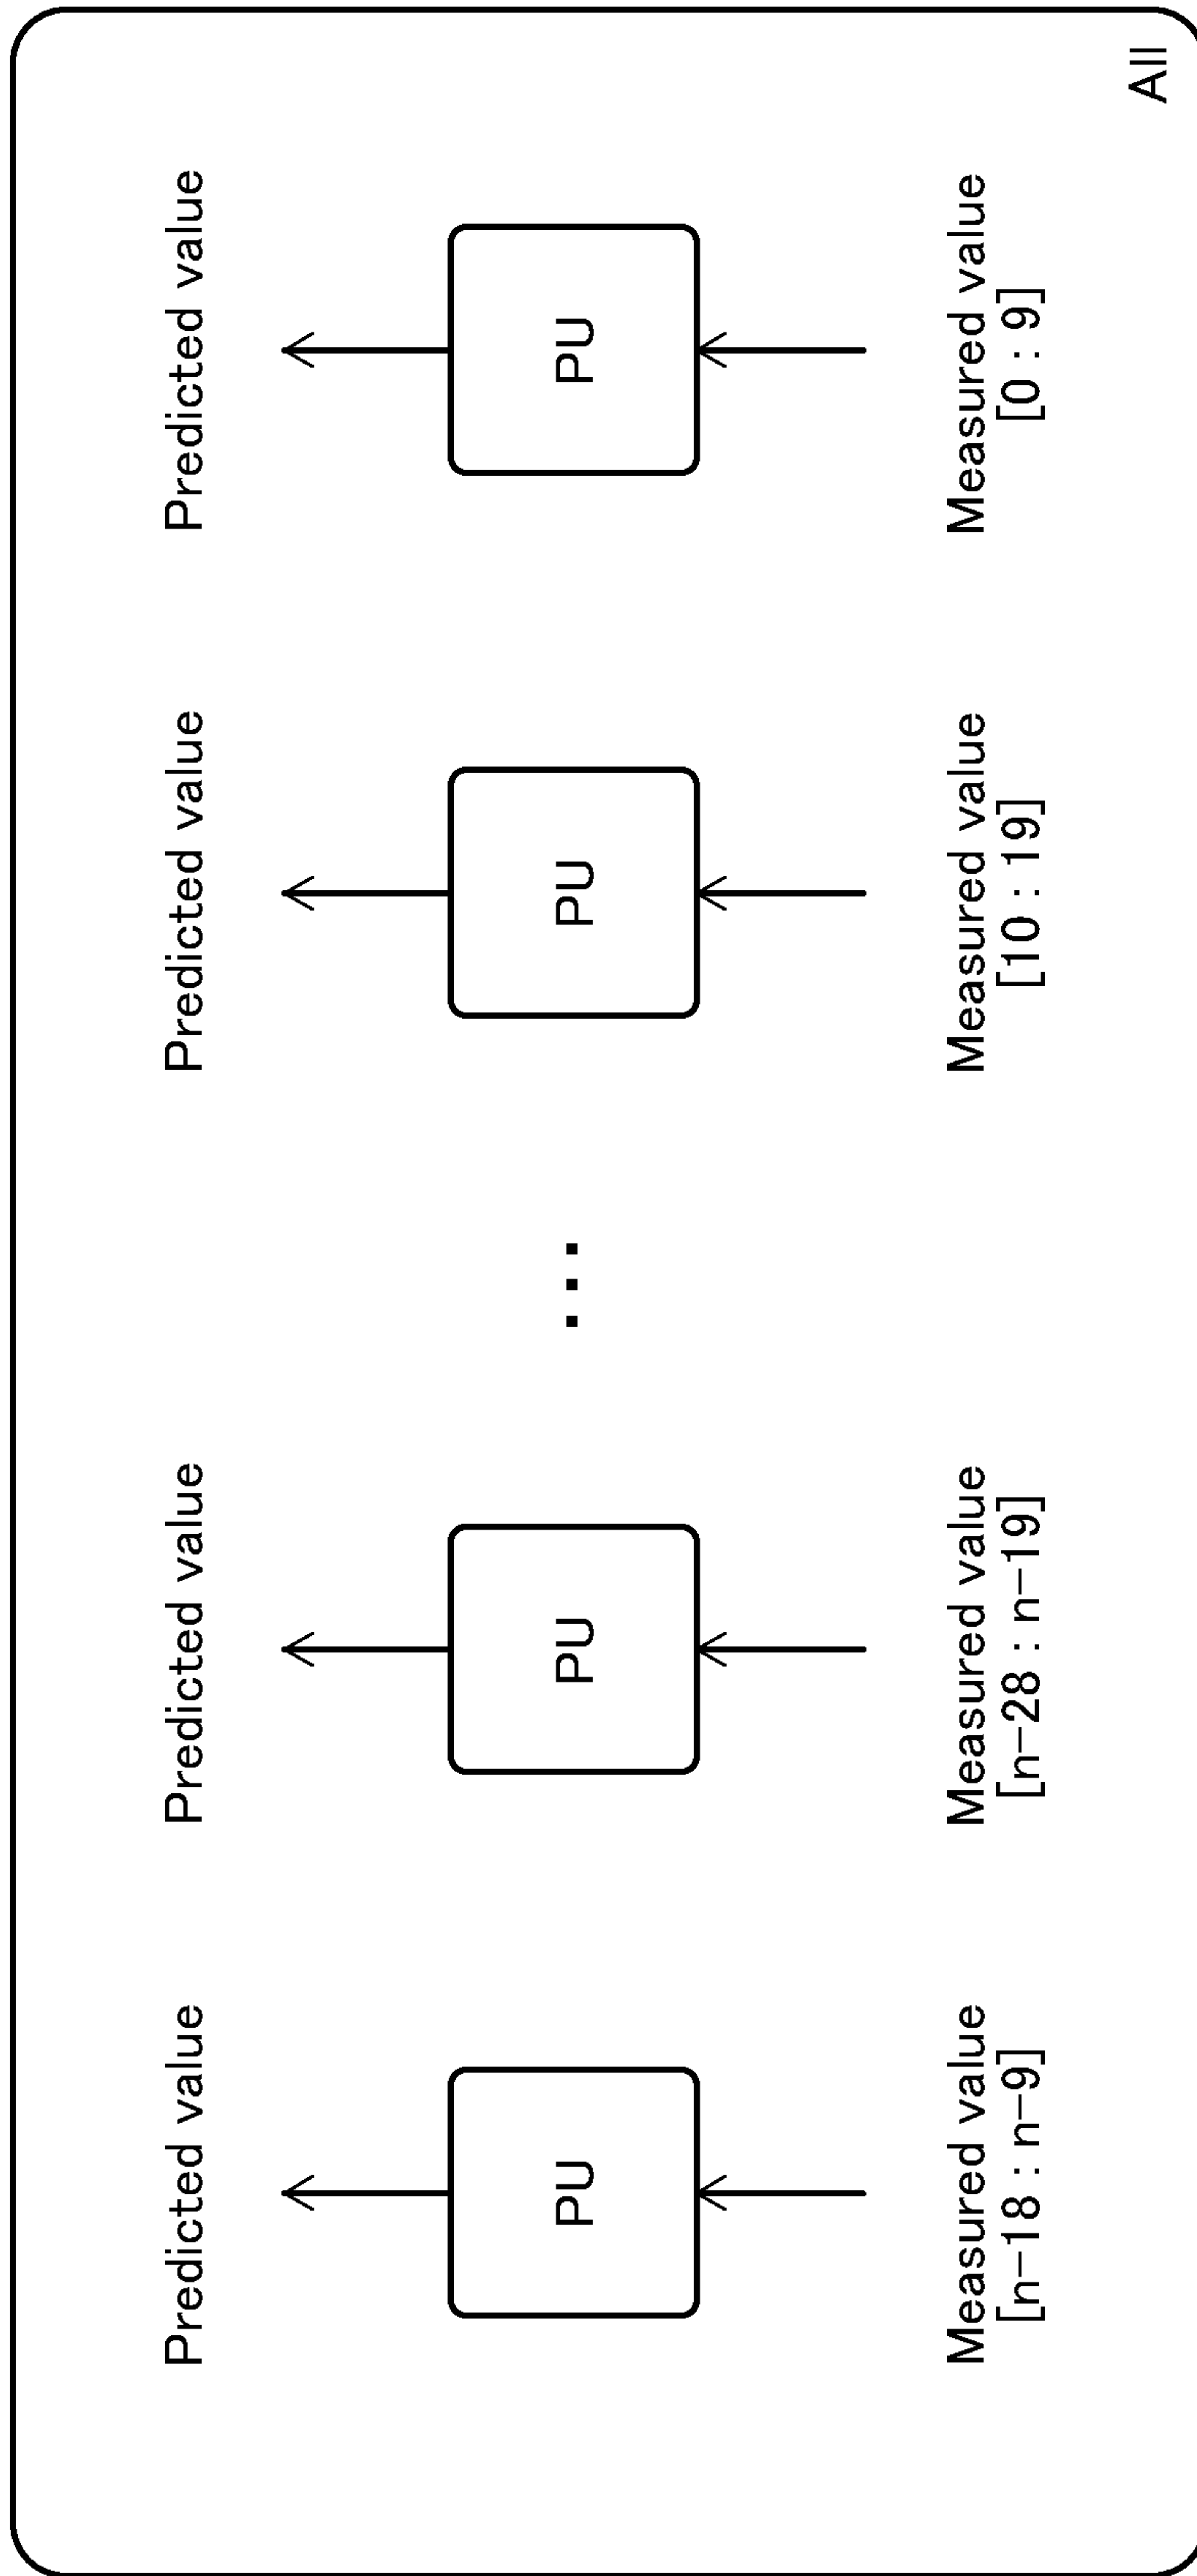 Predicted value
Predicted value
Predicted value
Predicted value
PU
PU
...
PU
PU
Measured value
[n-18 : n-9]
Measured value
[n-28 : n-19]
Measured value
[10 : 19]
Measured value
[0 : 9]
All